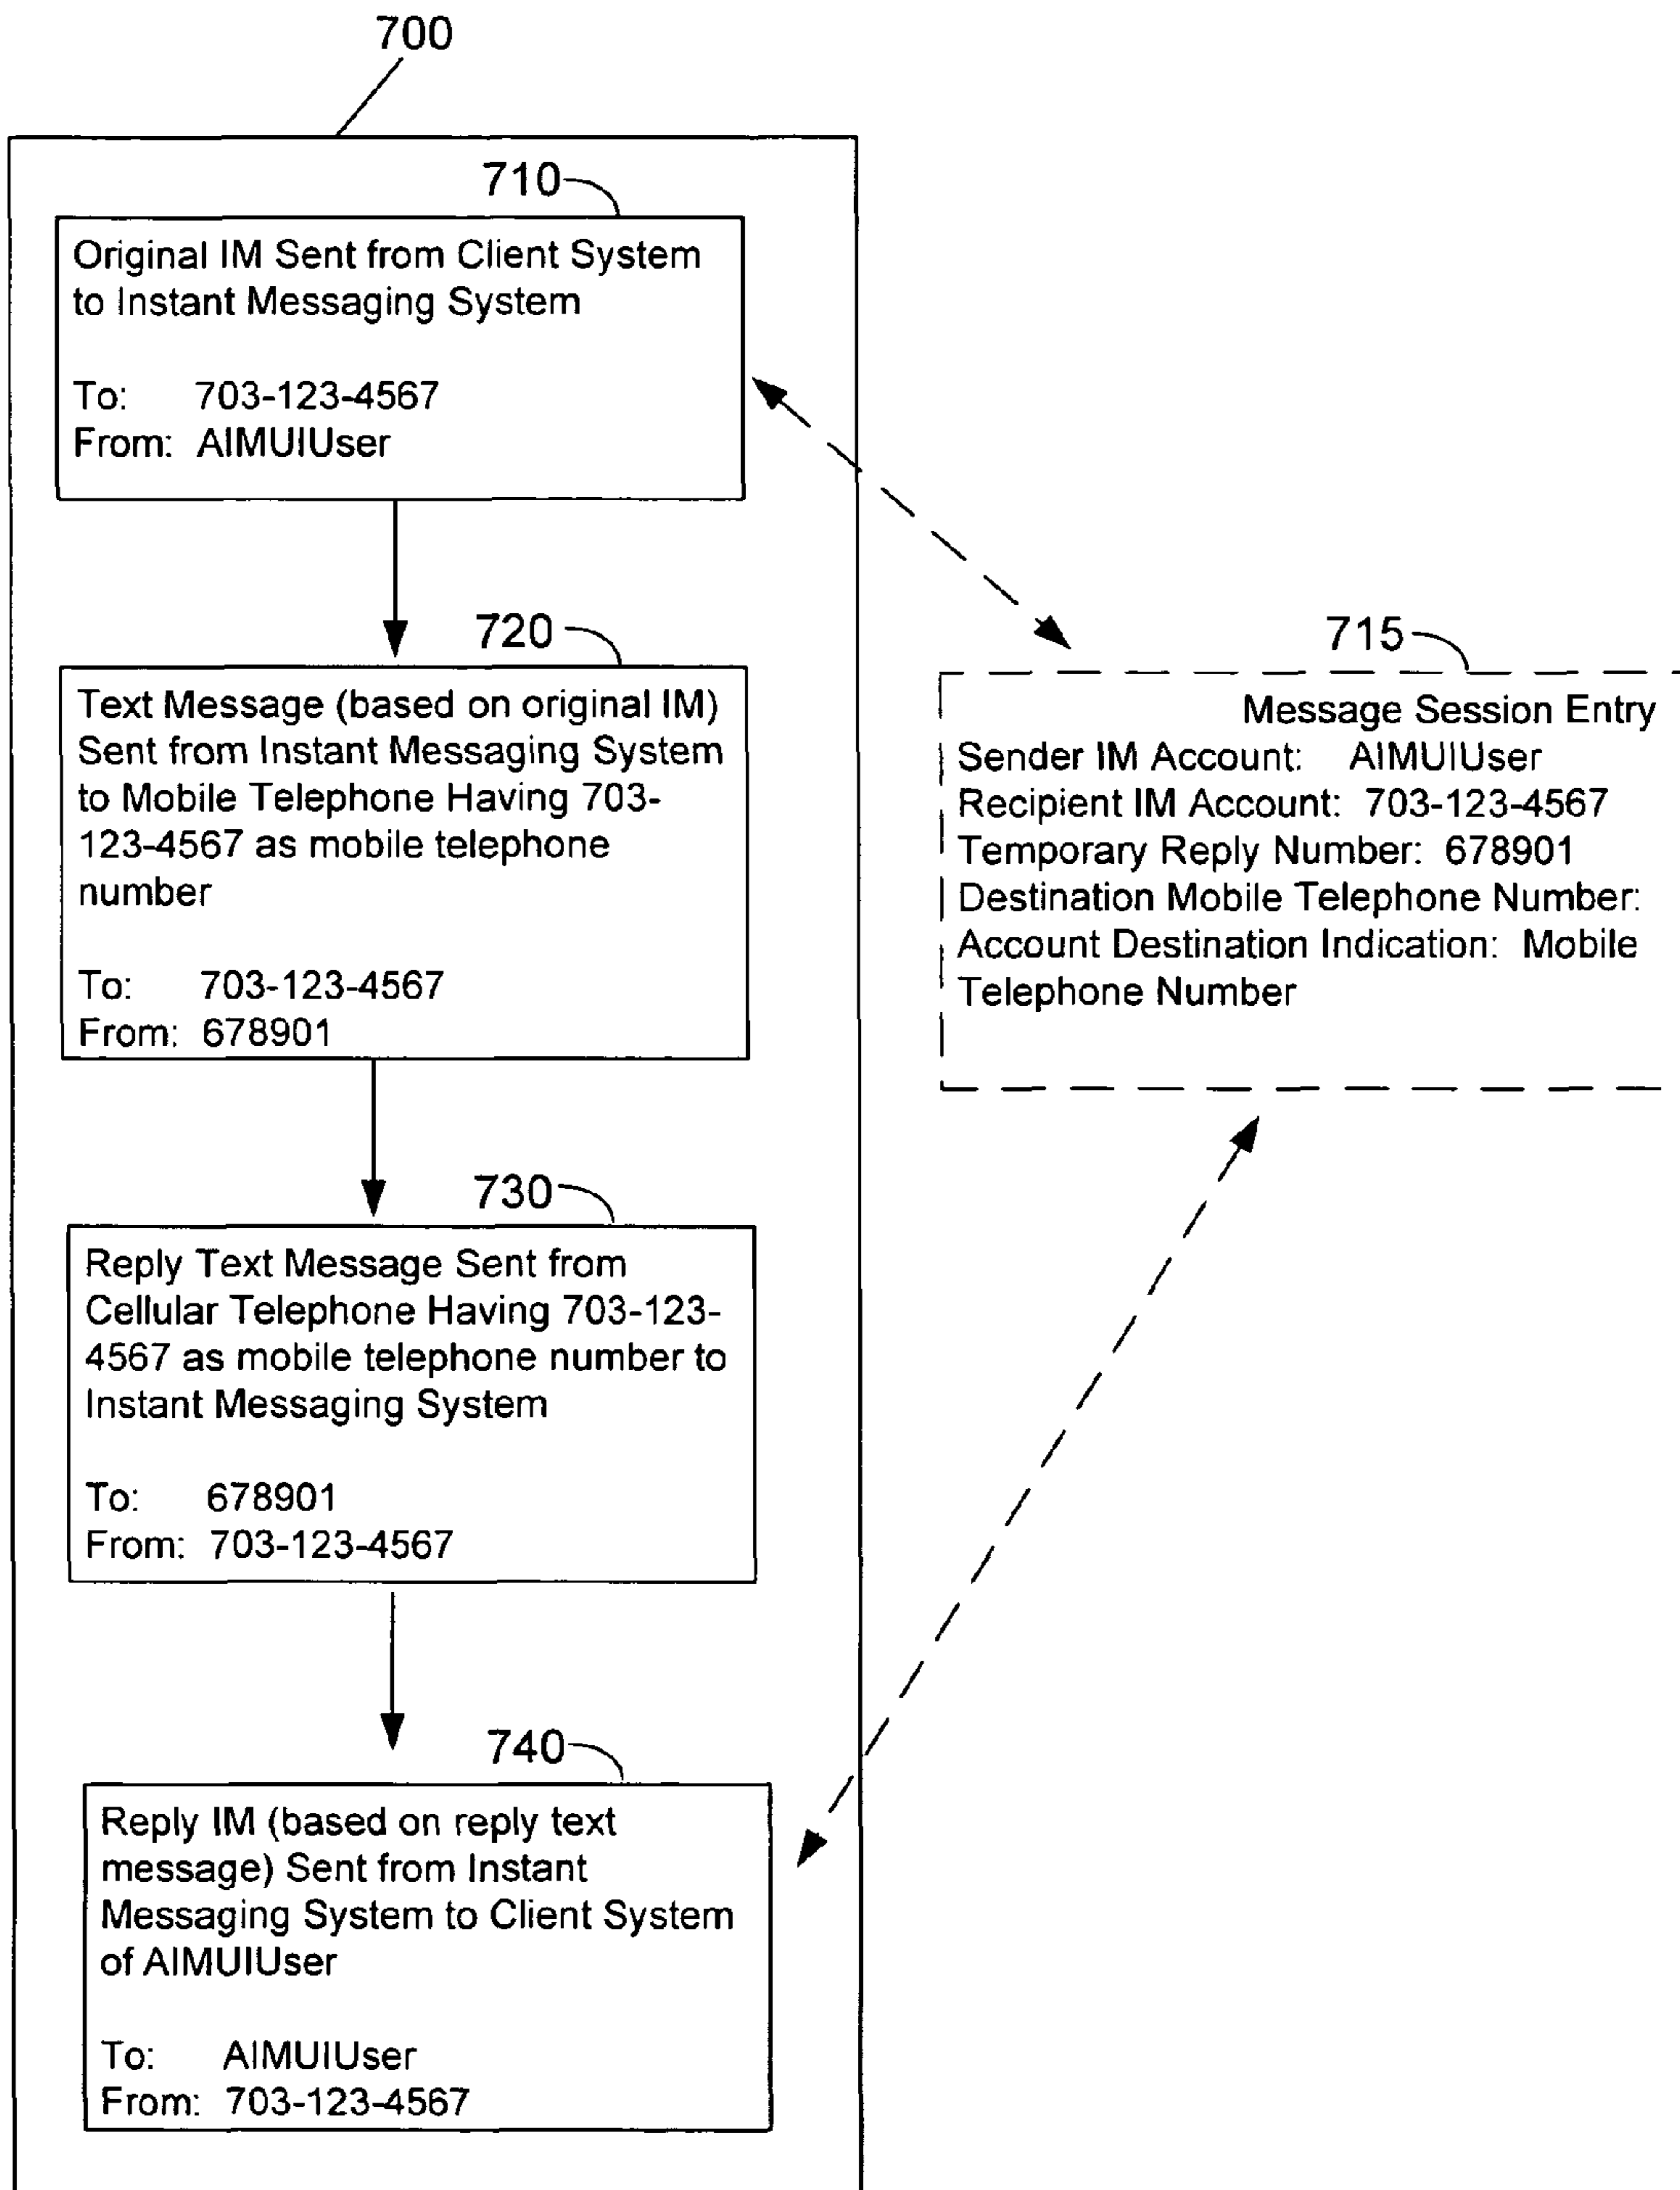 700
710
Original IM Sent from Client System
to Instant Messaging System
To: 703-123-4567
From: AIMUIUser
720
Text Message (based on original IM)
Sent from Instant Messaging System
to Mobile Telephone Having 703-
123-4567 as mobile telephone
number
To: 703-123-4567
From: 678901
715
Message Session Entry
Sender IM Account: AIMUIUser
Recipient IM Account: 703-123-4567
Temporary Reply Number: 678901
Destination Mobile Telephone Number:
Account Destination Indication: Mobile
Telephone Number
730
Reply Text Message Sent from
Cellular Telephone Having 703-123-
4567 as mobile telephone number to
Instant Messaging System
To: 678901
From: 703-123-4567
740
Reply IM (based on reply text
message) Sent from Instant
Messaging System to Client System
of AIMUIUser
To: AIMUIUser
From: 703-123-4567